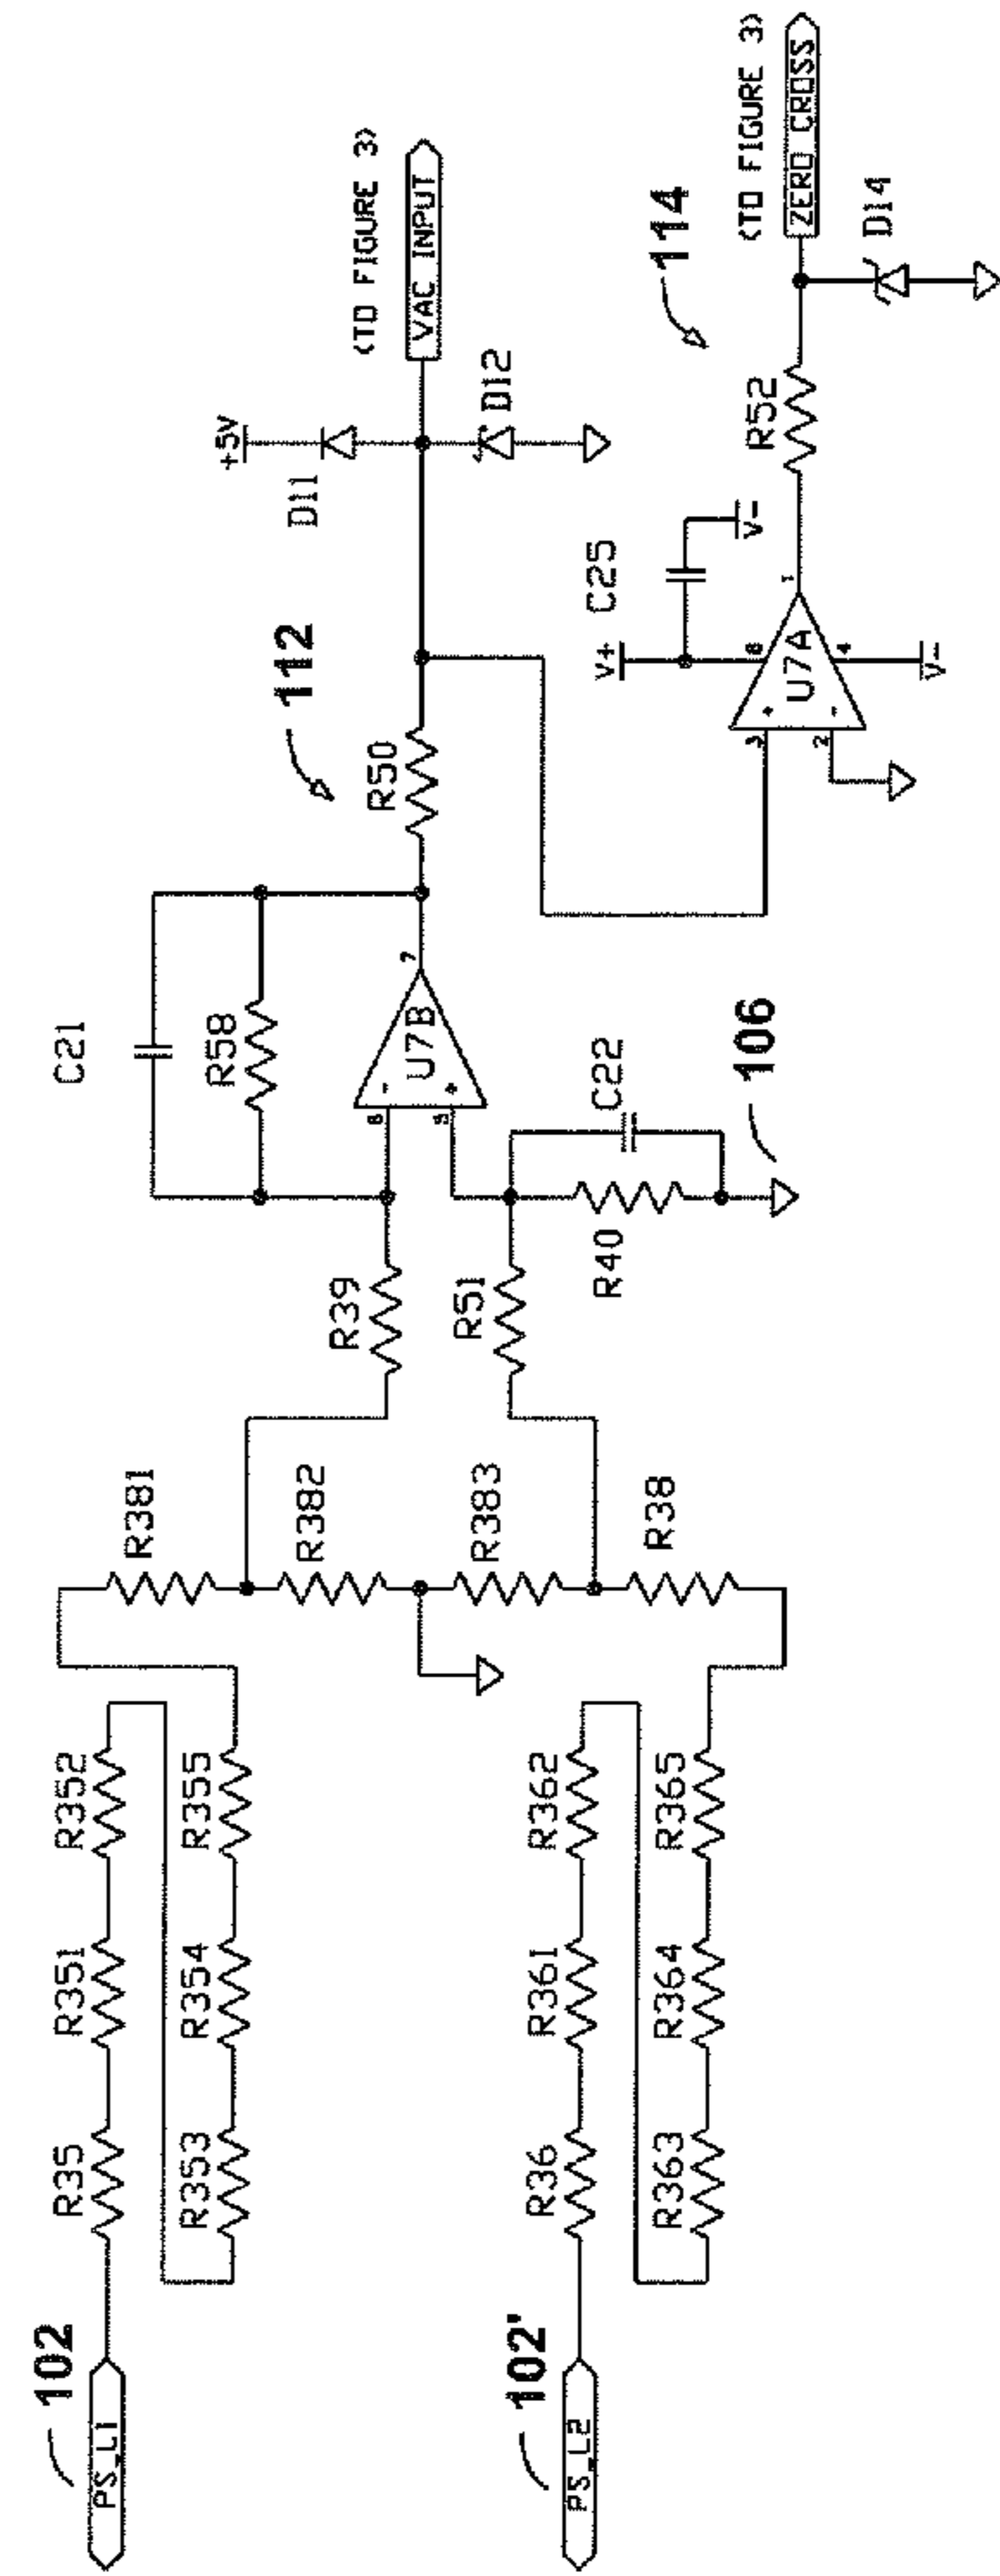 102
PS_L1
R35
R351
R352
R353
R354
R355
R381
R382
R383
R38
102'
PS_L2
R36
R361
R362
R363
R364
R365
R39
R51
R40
C22
106
C21
R58
6
-
5
+
U7B
7
R50
112
+5V
D11
D12
(TO FIGURE 3)
VAC INPUT
3
+
2
-
U7A
8
4
1
V+
V-
C25
V-
R52
114
D14
(TO FIGURE 3)
ZERO CROSS